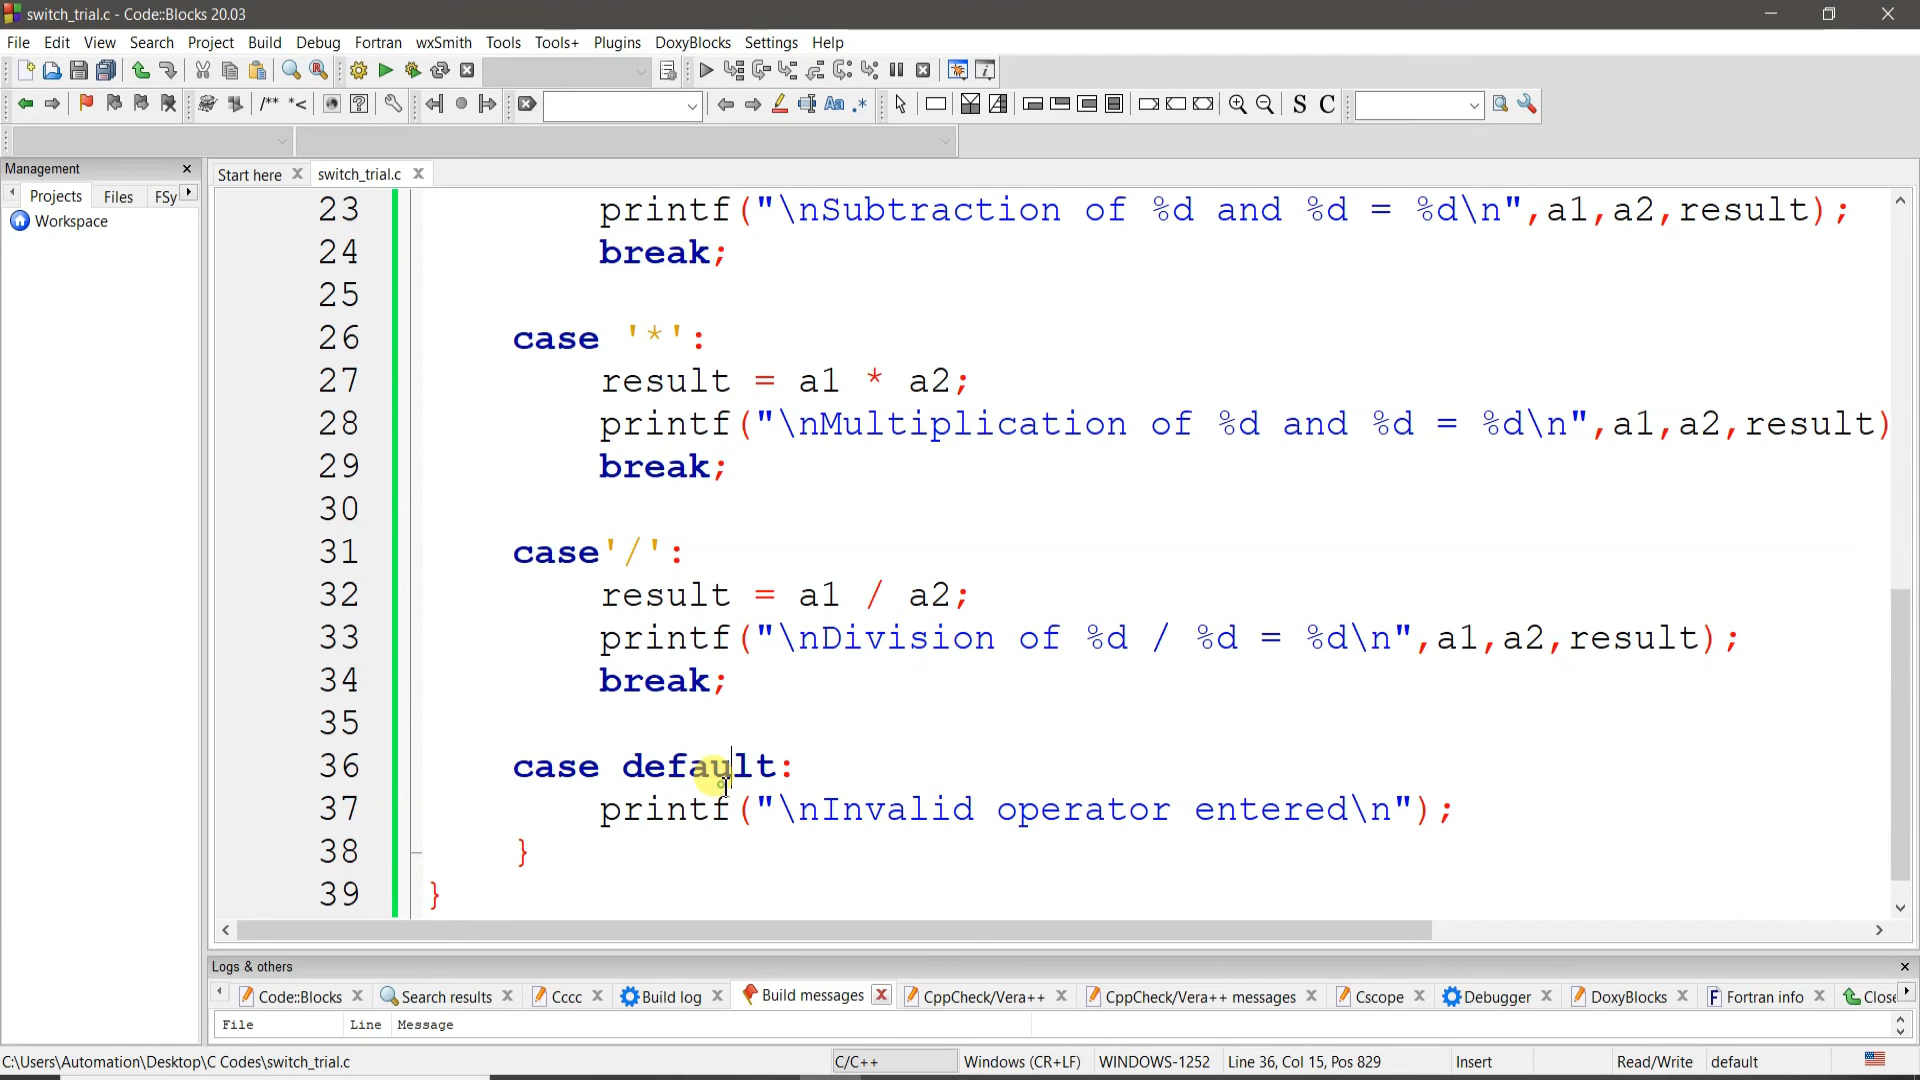 switch_trial.c - Code::Blocks 20.03
File Edit View Search Project Build Debug Fortran wxSmith Tools Tools+ Plugins DoxyBlocks Settings Help
/** *< Aa .* S C
Management
Projects Files FSy
Workspace
Start here switch_trial.c
23 printf("\nSubtraction of %d and %d = %d\n",a1,a2,result);
24 break;
25
26 case '*':
27 result = a1 * a2;
28 printf("\nMultiplication of %d and %d = %d\n",a1,a2,result)
29 break;
30
31 case'/':
32 result = a1 / a2;
33 printf("\nDivision of %d / %d = %d\n",a1,a2,result);
34 break;
35
36 case default:
37 printf("\nInvalid operator entered\n");
38 }
39 }
Logs & others
Code::Blocks Search results Cccc Build log Build messages CppCheck/Vera++ CppCheck/Vera++ messages Cscope Debugger DoxyBlocks Fortran info Close
File Line Message
C:\Users\Automation\Desktop\C Codes\switch_trial.c C/C++ Windows (CR+LF) WINDOWS-1252 Line 36, Col 15, Pos 829 Insert Read/Write default